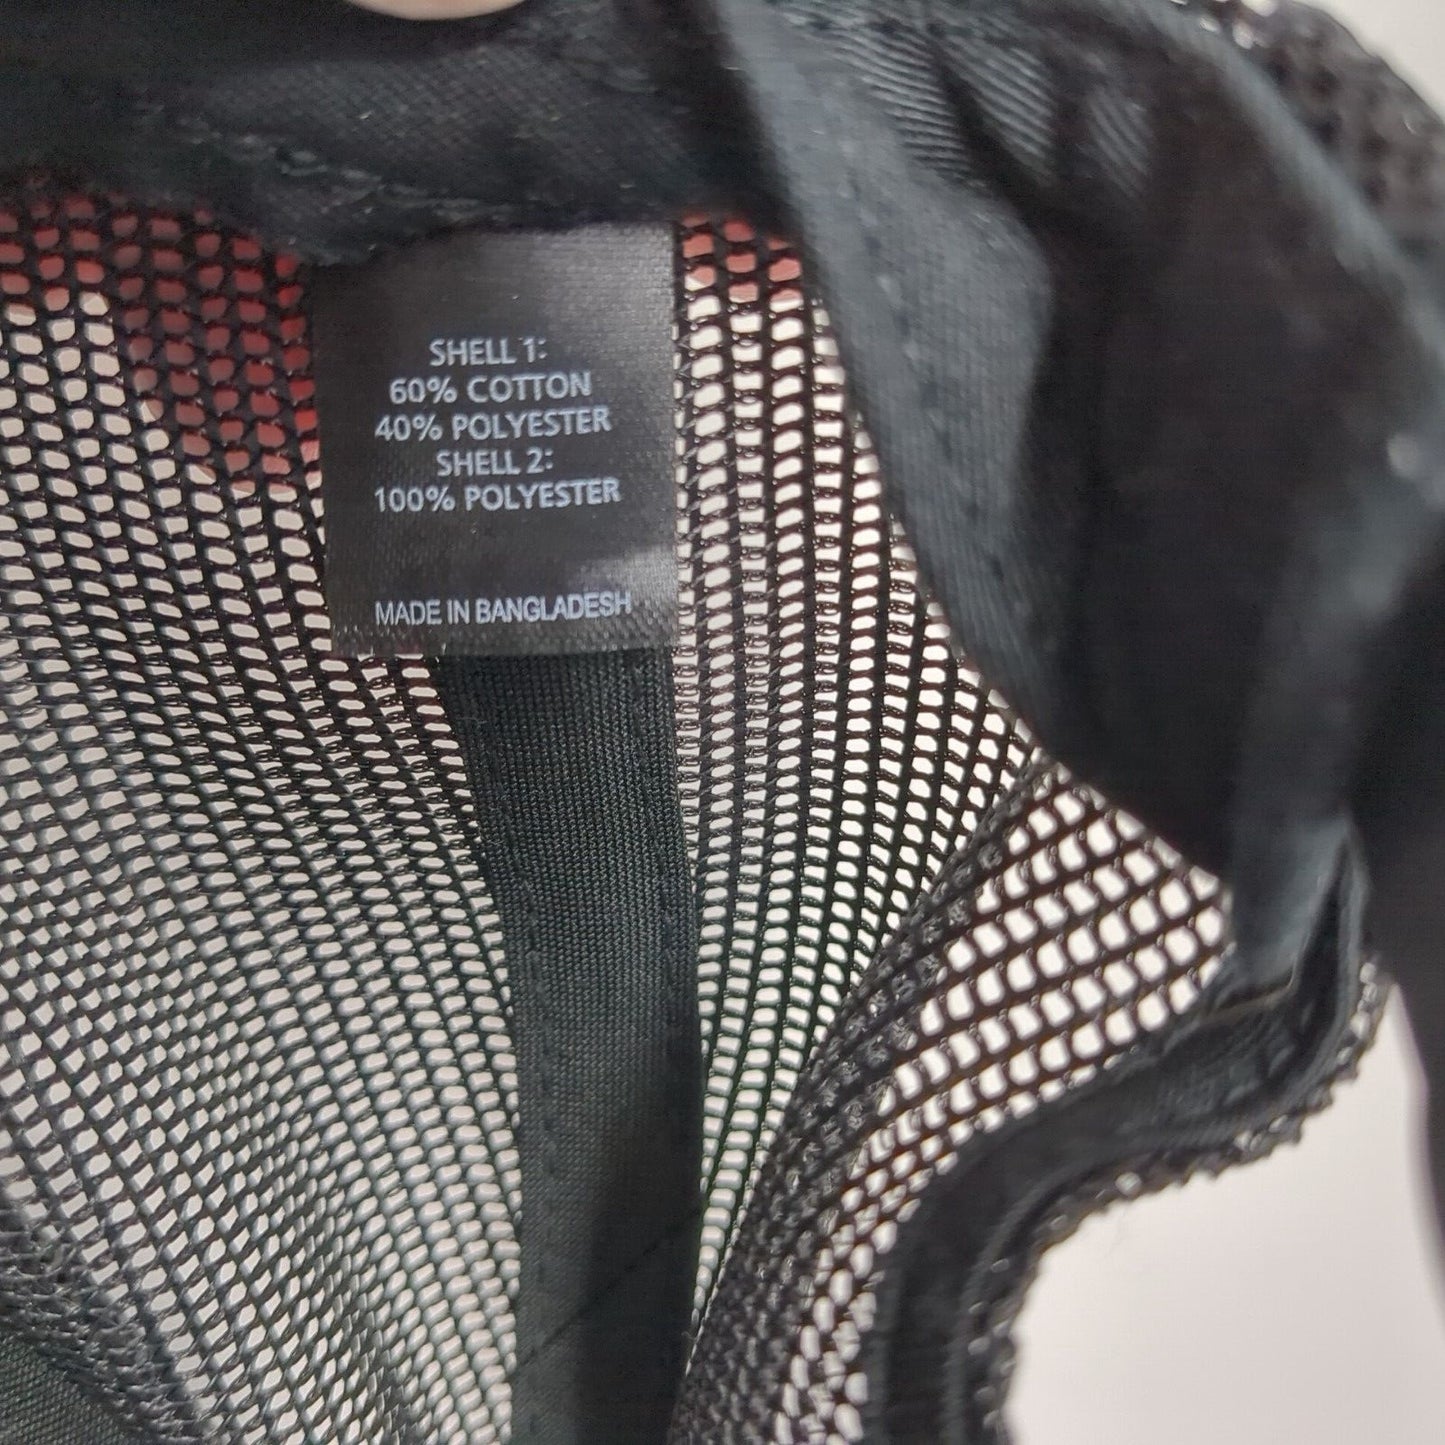 SHELL 1:
60% COTTON
40% POLYESTER
SHELL 2:
100% POLYESTER
MADE IN BANGLADESH